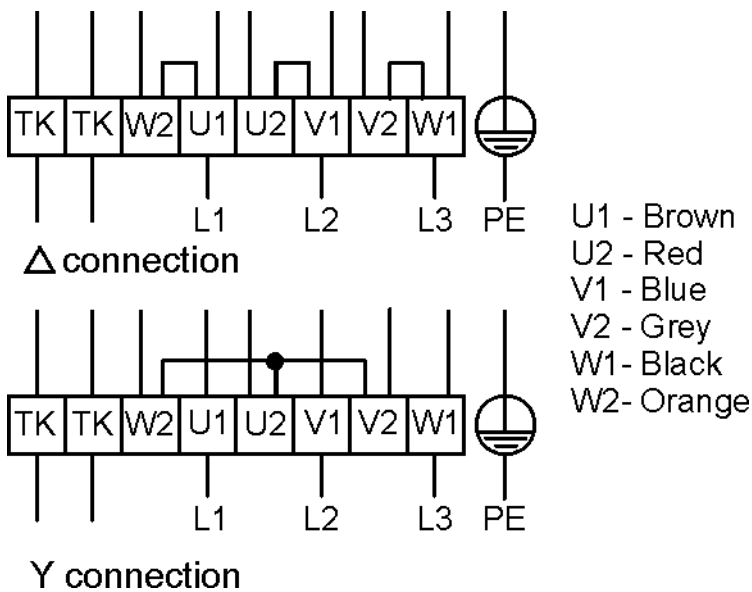 TK TK W2 U1 U2 V1 V2 W1
L1 L2 L3 PE
Δ connection
TK TK W2 U1 U2 V1 V2 W1
L1 L2 L3 PE
Y connection
U1 - Brown
U2 - Red
V1 - Blue
V2 - Grey
W1- Black
W2- Orange